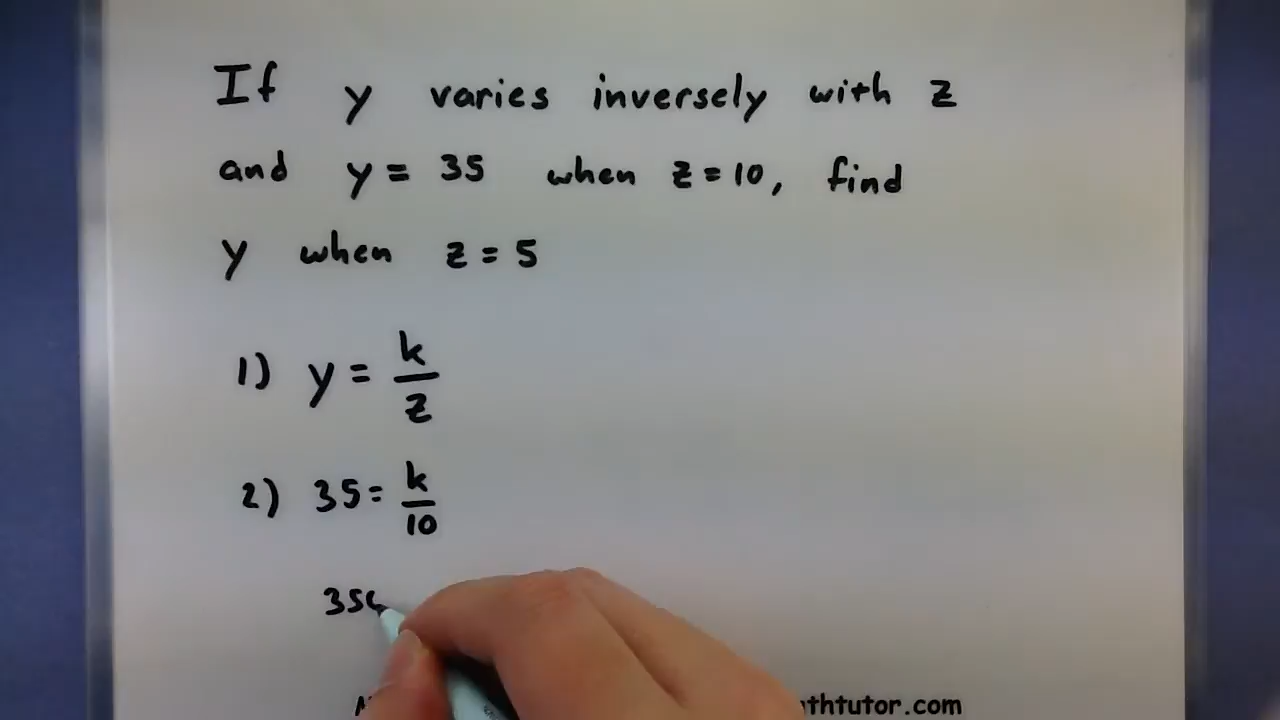 If y varies inversely with z
and y = 35 when z = 10, find
y when z = 5
1) y = k/z
2) 35 = k/10
35
thtutor.com